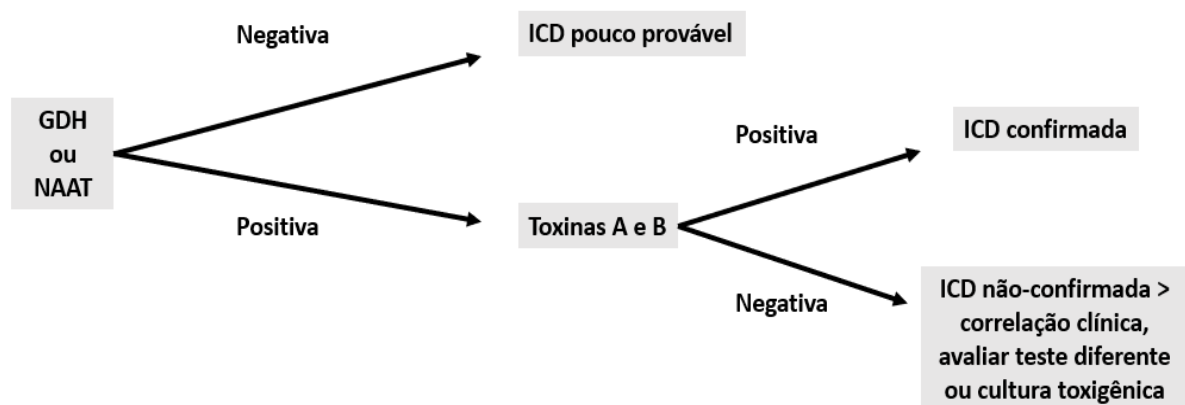 Negativa
ICD pouco provável
GDH
ou
NAAT
Positiva
Toxinas A e B
Positiva
ICD confirmada
Negativa
ICD não-confirmada >
correlação clínica,
avaliar teste diferente
ou cultura toxigênica